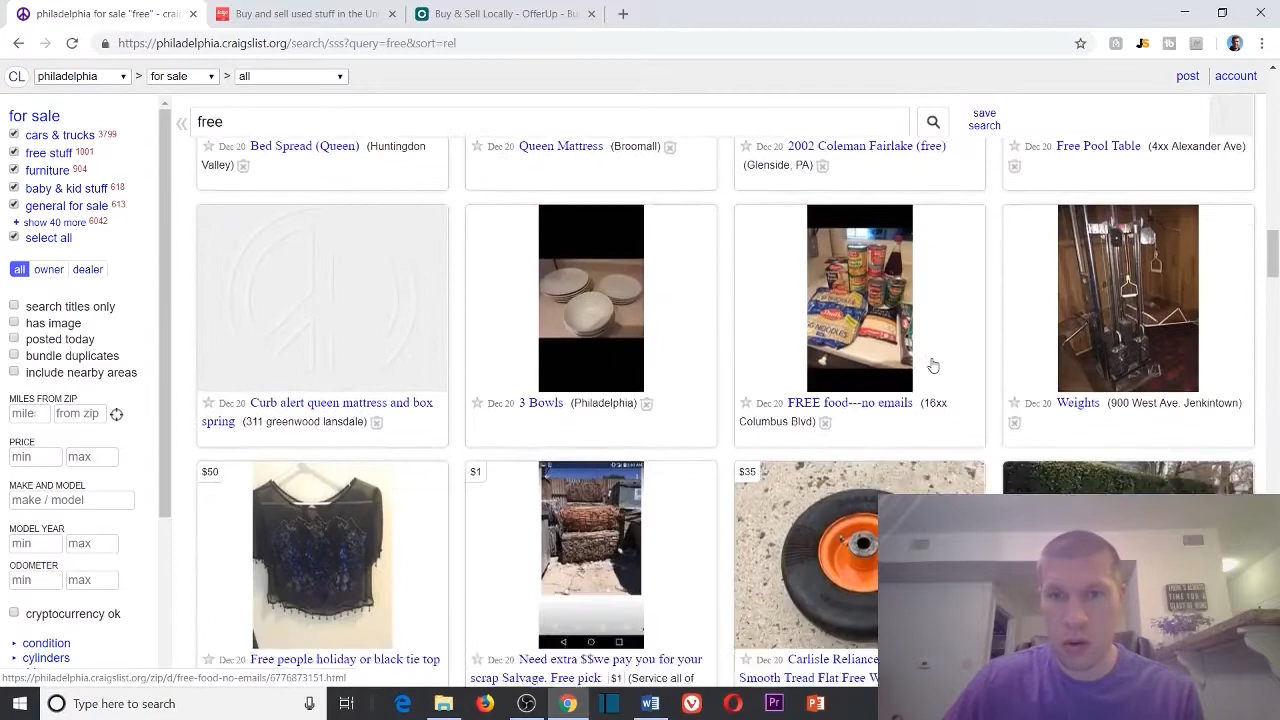 philadelphia for sale "free" - crai
Buy and sell used stuff in the Un
Buy & Sell Locally - OfferUp - Bu
https://philadelphia.craigslist.org/search/sss?query=free&sort=rel
CL philadelphia > for sale > all
post account
for sale
cars & trucks 3799
free stuff 1001
furniture 904
baby & kid stuff 618
general for sale 613
+ show 40 more 6042
select all
all owner dealer
search titles only
has image
posted today
bundle duplicates
include nearby areas
MILES FROM ZIP
mile: from zip
PRICE
min max
MAKE AND MODEL
make / model
MODEL YEAR
min max
ODOMETER
min max
cryptocurrency ok
condition
cylinders
free
save
search
Dec 20 Bed Spread (Queen) (Huntingdon
Valley)
Dec 20 Queen Mattress (Broomall)
Dec 20 2002 Coleman Fairlake (free)
(Glenside, PA)
Dec 20 Free Pool Table (4xx Alexander Ave)
Dec 20 Curb alert queen mattress and box
spring (311 greenwood lansdale)
Dec 20 3 Bowls (Philadelphia)
Dec 20 FREE food---no emails (16xx
Columbus Blvd)
Dec 20 Weights (900 West Ave. Jenkintown)
$50
Dec 20 Free people holiday or black tie top
$1
Dec 20 Need extra $$we pay you for your
scrap Salvage. Free pick $1 (Service all of
$35
Dec 20 Carlisle Reliance
Smooth Tread Flat Free W
https://philadelphia.craigslist.org/zip/d/free-food-no-emails/6776873151.html
Type here to search